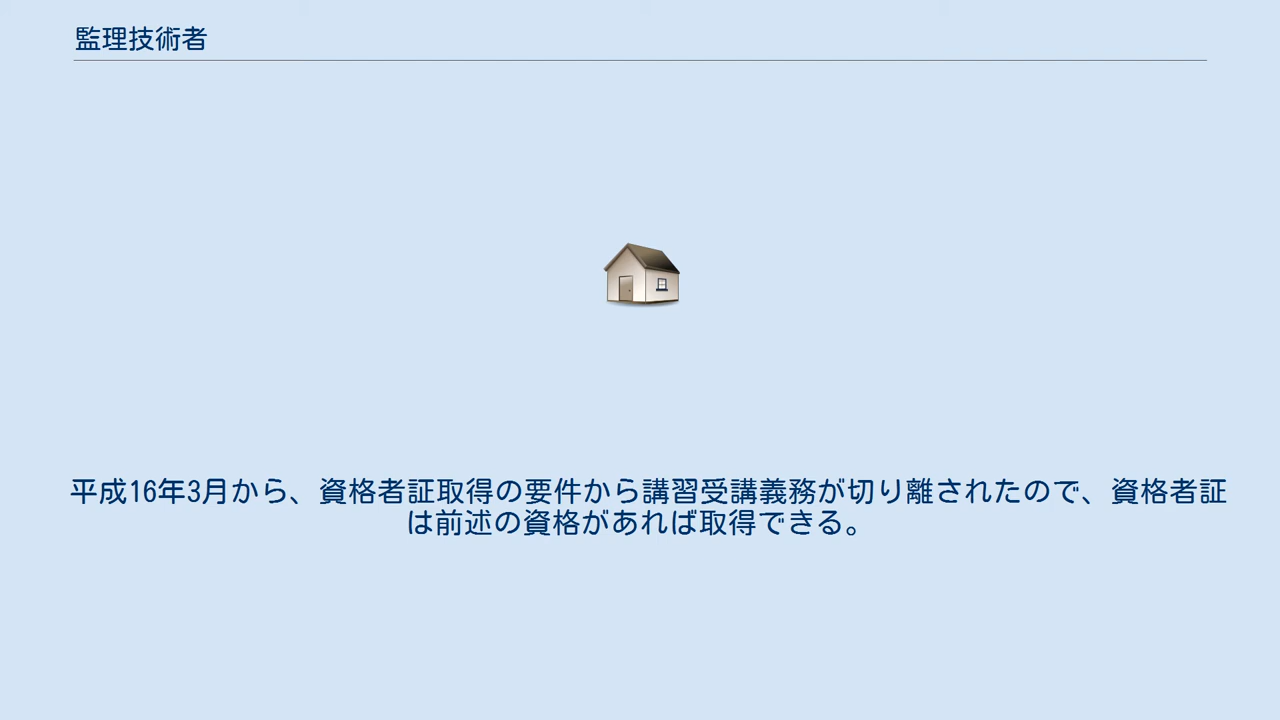 監理技術者
平成16年3月から、資格者証取得の要件から講習受講義務が切り離されたので、資格者証
は前述の資格があれば取得できる。